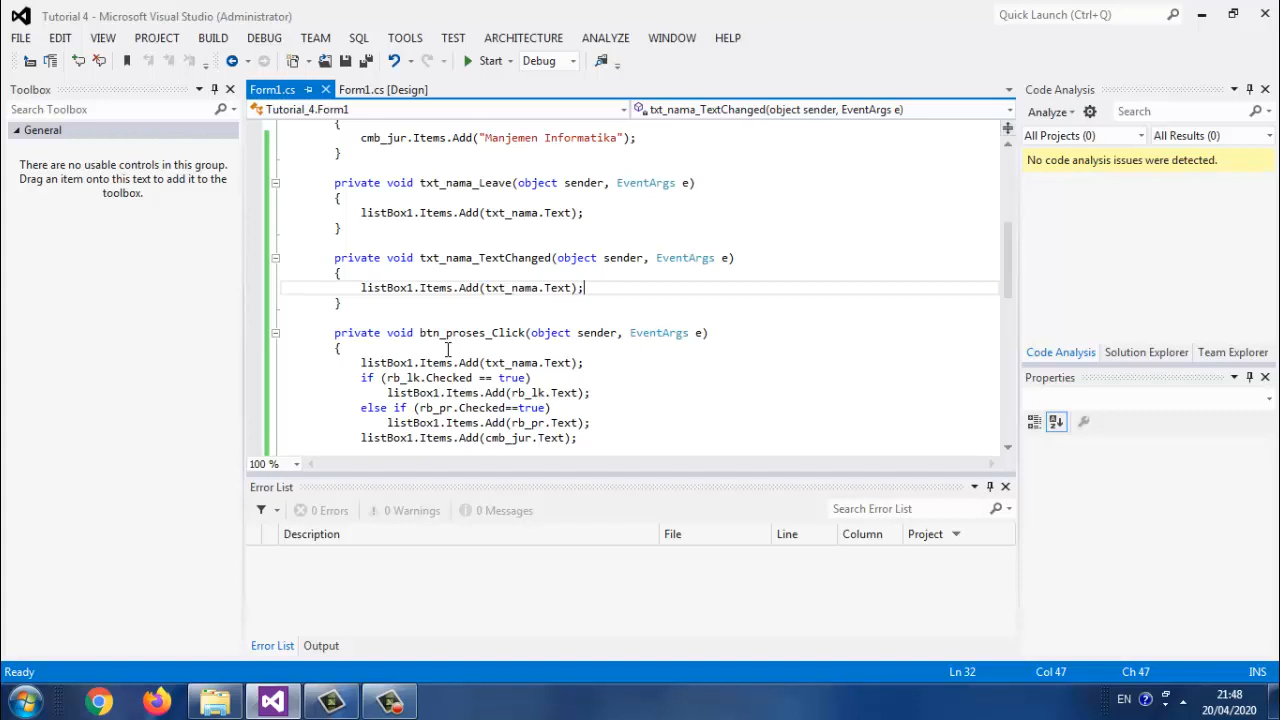 Tutorial 4 - Microsoft Visual Studio (Administrator)
Quick Launch (Ctrl+Q)
FILE EDIT VIEW PROJECT BUILD DEBUG TEAM SQL TOOLS TEST ARCHITECTURE ANALYZE WINDOW HELP
Start Debug
Toolbox
Search Toolbox
General
There are no usable controls in this group.
Drag an item onto this text to add it to the
toolbox.
Form1.cs Form1.cs [Design]
Tutorial_4.Form1 txt_nama_TextChanged(object sender, EventArgs e)
{
cmb_jur.Items.Add("Manjemen Informatika");
}
private void txt_nama_Leave(object sender, EventArgs e)
{
listBox1.Items.Add(txt_nama.Text);
}
private void txt_nama_TextChanged(object sender, EventArgs e)
{
listBox1.Items.Add(txt_nama.Text);
}
private void btn_proses_Click(object sender, EventArgs e)
{
listBox1.Items.Add(txt_nama.Text);
if (rb_lk.Checked == true)
listBox1.Items.Add(rb_lk.Text);
else if (rb_pr.Checked==true)
listBox1.Items.Add(rb_pr.Text);
listBox1.Items.Add(cmb_jur.Text);
100 %
Error List
0 Errors 0 Warnings 0 Messages Search Error List
Description File Line Column Project
Error List Output
Code Analysis
Analyze Search
All Projects (0) All Results (0)
No code analysis issues were detected.
Code Analysis Solution Explorer Team Explorer
Properties
Ready Ln 32 Col 47 Ch 47 INS
EN 21:48
20/04/2020